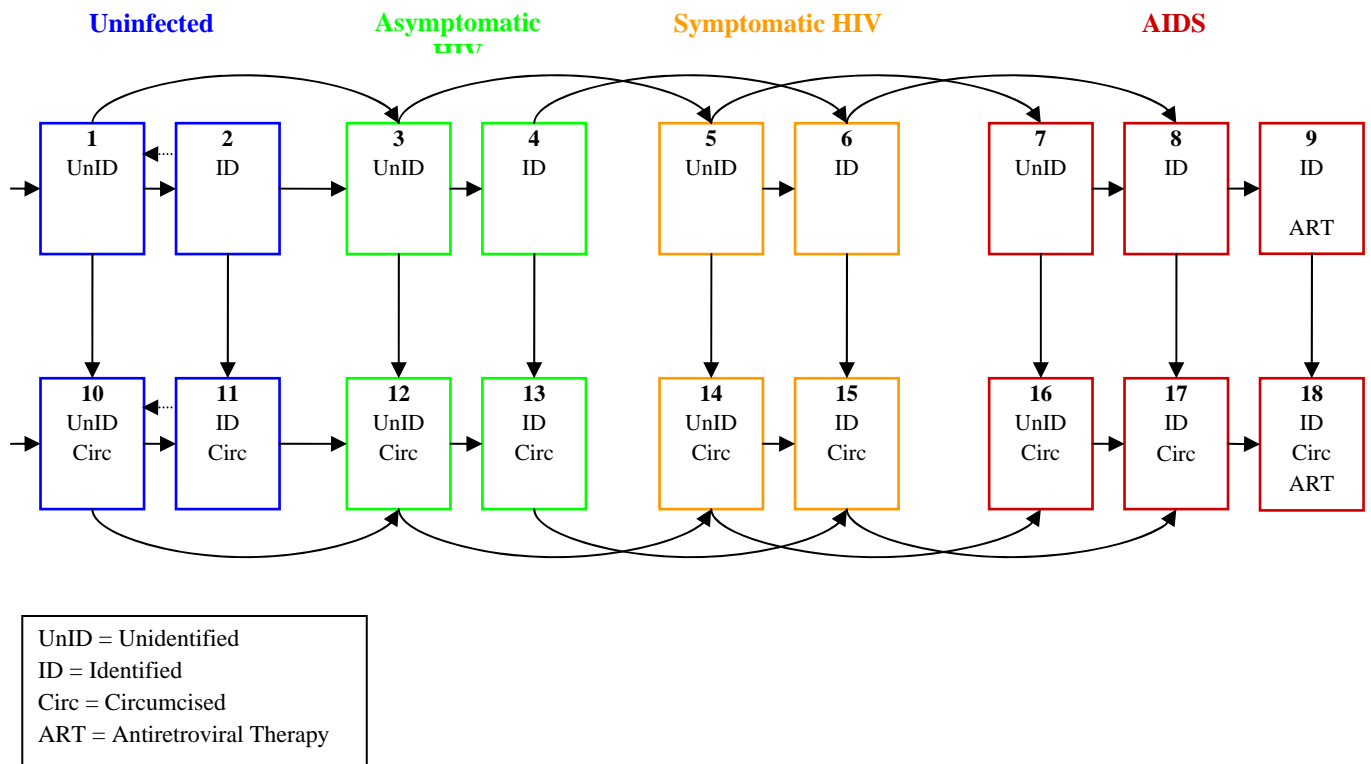 Uninfected
Asymptomatic
HIV
Symptomatic HIV
AIDS
1
UnID
2
ID
3
UnID
4
ID
5
UnID
6
ID
7
UnID
8
ID
9
ID
ART
10
UnID
Circ
11
ID
Circ
12
UnID
Circ
13
ID
Circ
14
UnID
Circ
15
ID
Circ
16
UnID
Circ
17
ID
Circ
18
ID
Circ
ART
UnID = Unidentified
ID = Identified
Circ = Circumcised
ART = Antiretroviral Therapy